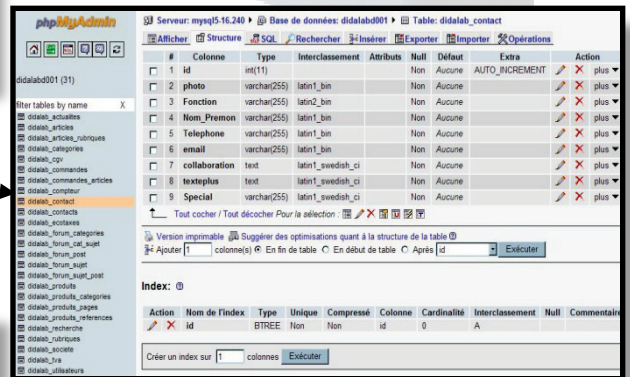 phpMyAdmin
didalabd001 (31)
filter tables by name X
didalab_actualites
didalab_articles
didalab_articles_rubriques
didalab_categories
didalab_cgv
didalab_commandes
didalab_commandes_articles
didalab_compteur
didalab_contact
didalab_contacts
didalab_ecotaxes
didalab_forum_categories
didalab_forum_cat_sujet
didalab_forum_post
didalab_forum_sujet
didalab_forum_sujet_post
didalab_produits
didalab_produits_categories
didalab_produits_pages
didalab_produits_references
didalab_recherche
didalab_rubriques
didalab_societe
didalab_tva
didalab_utilisateurs
Serveur: mysql5-16.240 ▸ Base de données: didalabd001 ▸ Table: didalab_contact
Afficher Structure SQL Rechercher Insérer Exporter Importer Opérations
# Colonne Type Interclassement Attributs Null Défaut Extra Action
1 id int(11) Non Aucune AUTO_INCREMENT plus
2 photo varchar(255) latin1_bin Non Aucune plus
3 Fonction varchar(255) latin2_bin Non Aucune plus
4 Nom_Premon varchar(255) latin1_bin Non Aucune plus
5 Telephone varchar(255) latin1_bin Non Aucune plus
6 email varchar(255) latin1_bin Non Aucune plus
7 collaboration text latin1_swedish_ci Non Aucune plus
8 texteplus text latin1_swedish_ci Non Aucune plus
9 Special varchar(255) latin1_swedish_ci Non Aucune plus
Tout cocher / Tout décocher Pour la sélection :
Version imprimable Suggérer des optimisations quant à la structure de la table
Ajouter 1 colonne(s) En fin de table En début de table Après id Exécuter
Index:
Action Nom de l'index Type Unique Compressé Colonne Cardinalité Interclassement Null Commentaire
id BTREE Non Non id 0 A
Créer un index sur 1 colonnes Exécuter